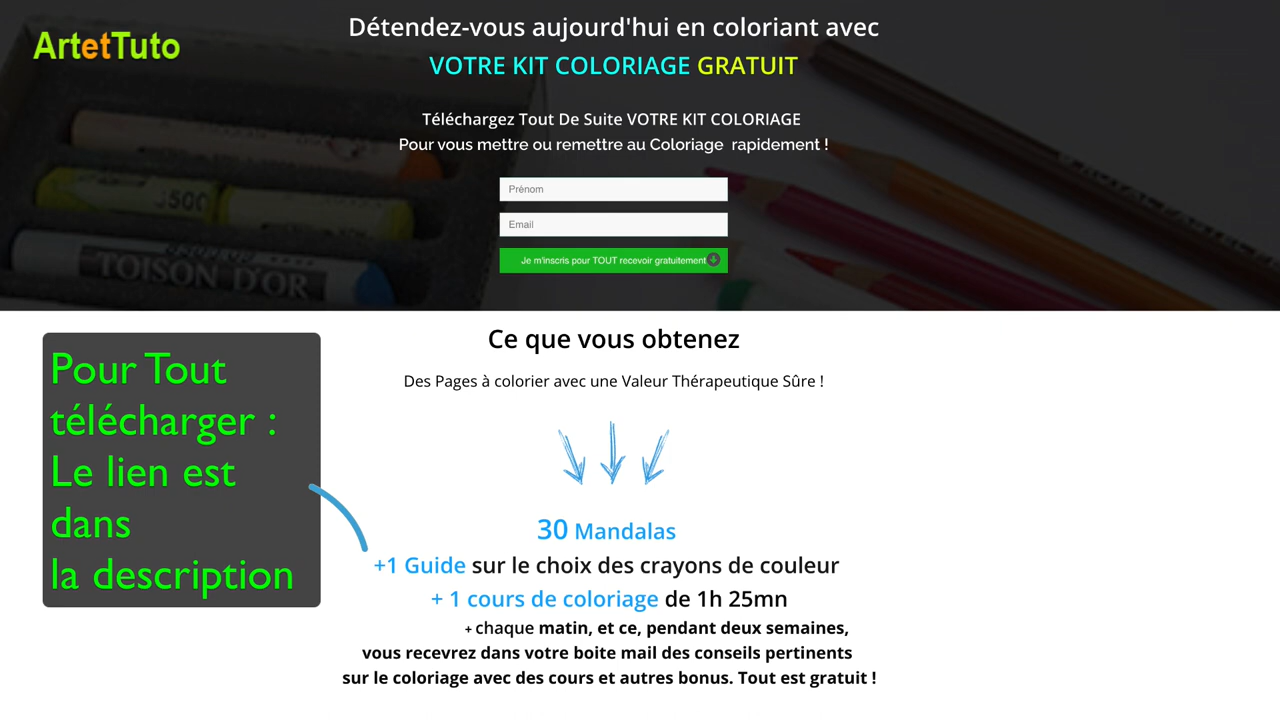 ArtetTuto
Détendez-vous aujourd'hui en coloriant avec
VOTRE KIT COLORIAGE GRATUIT
Téléchargez Tout De Suite VOTRE KIT COLORIAGE
Pour vous mettre ou remettre au Coloriage rapidement !
Prénom
Email
Je m'inscris pour TOUT recevoir gratuitement
500
TOISON D'OR
Ce que vous obtenez
Des Pages à colorier avec une Valeur Thérapeutique Sûre !
Pour Tout
télécharger :
Le lien est
dans
la description
30 Mandalas
+1 Guide sur le choix des crayons de couleur
+ 1 cours de coloriage de 1h 25mn
+ chaque matin, et ce, pendant deux semaines,
vous recevrez dans votre boite mail des conseils pertinents
sur le coloriage avec des cours et autres bonus. Tout est gratuit !